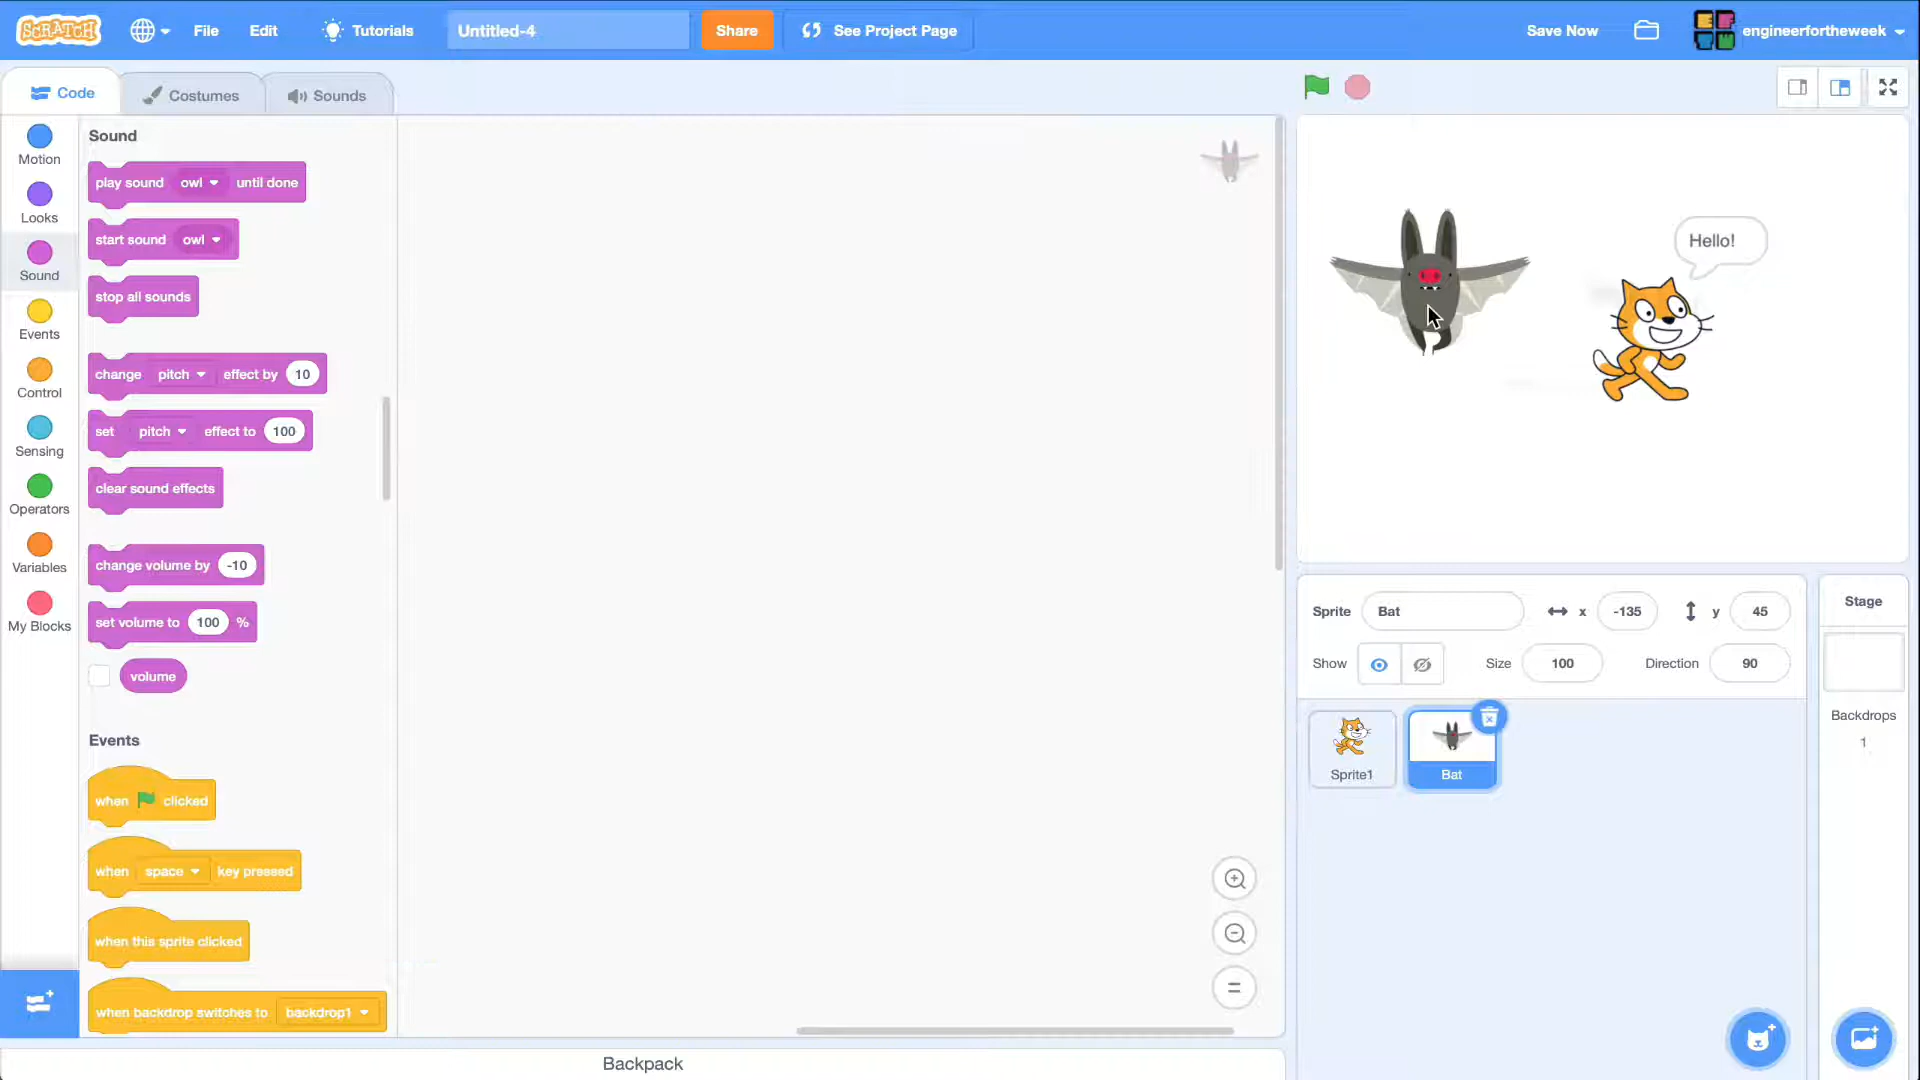 SCRATCH File Edit Tutorials Untitled-4 Share See Project Page Save Now engineerfortheweek
Code Costumes Sounds
Motion
Looks
Sound
Events
Control
Sensing
Operators
Variables
My Blocks
Sound
play sound owl until done
start sound owl
stop all sounds
change pitch effect by 10
set pitch effect to 100
clear sound effects
change volume by -10
set volume to 100 %
volume
Events
when clicked
when space key pressed
when this sprite clicked
when backdrop switches to backdrop1
Backpack
Hello!
Sprite Bat x -135 y 45
Show Size 100 Direction 90
Sprite1
Bat
Stage
Backdrops
1